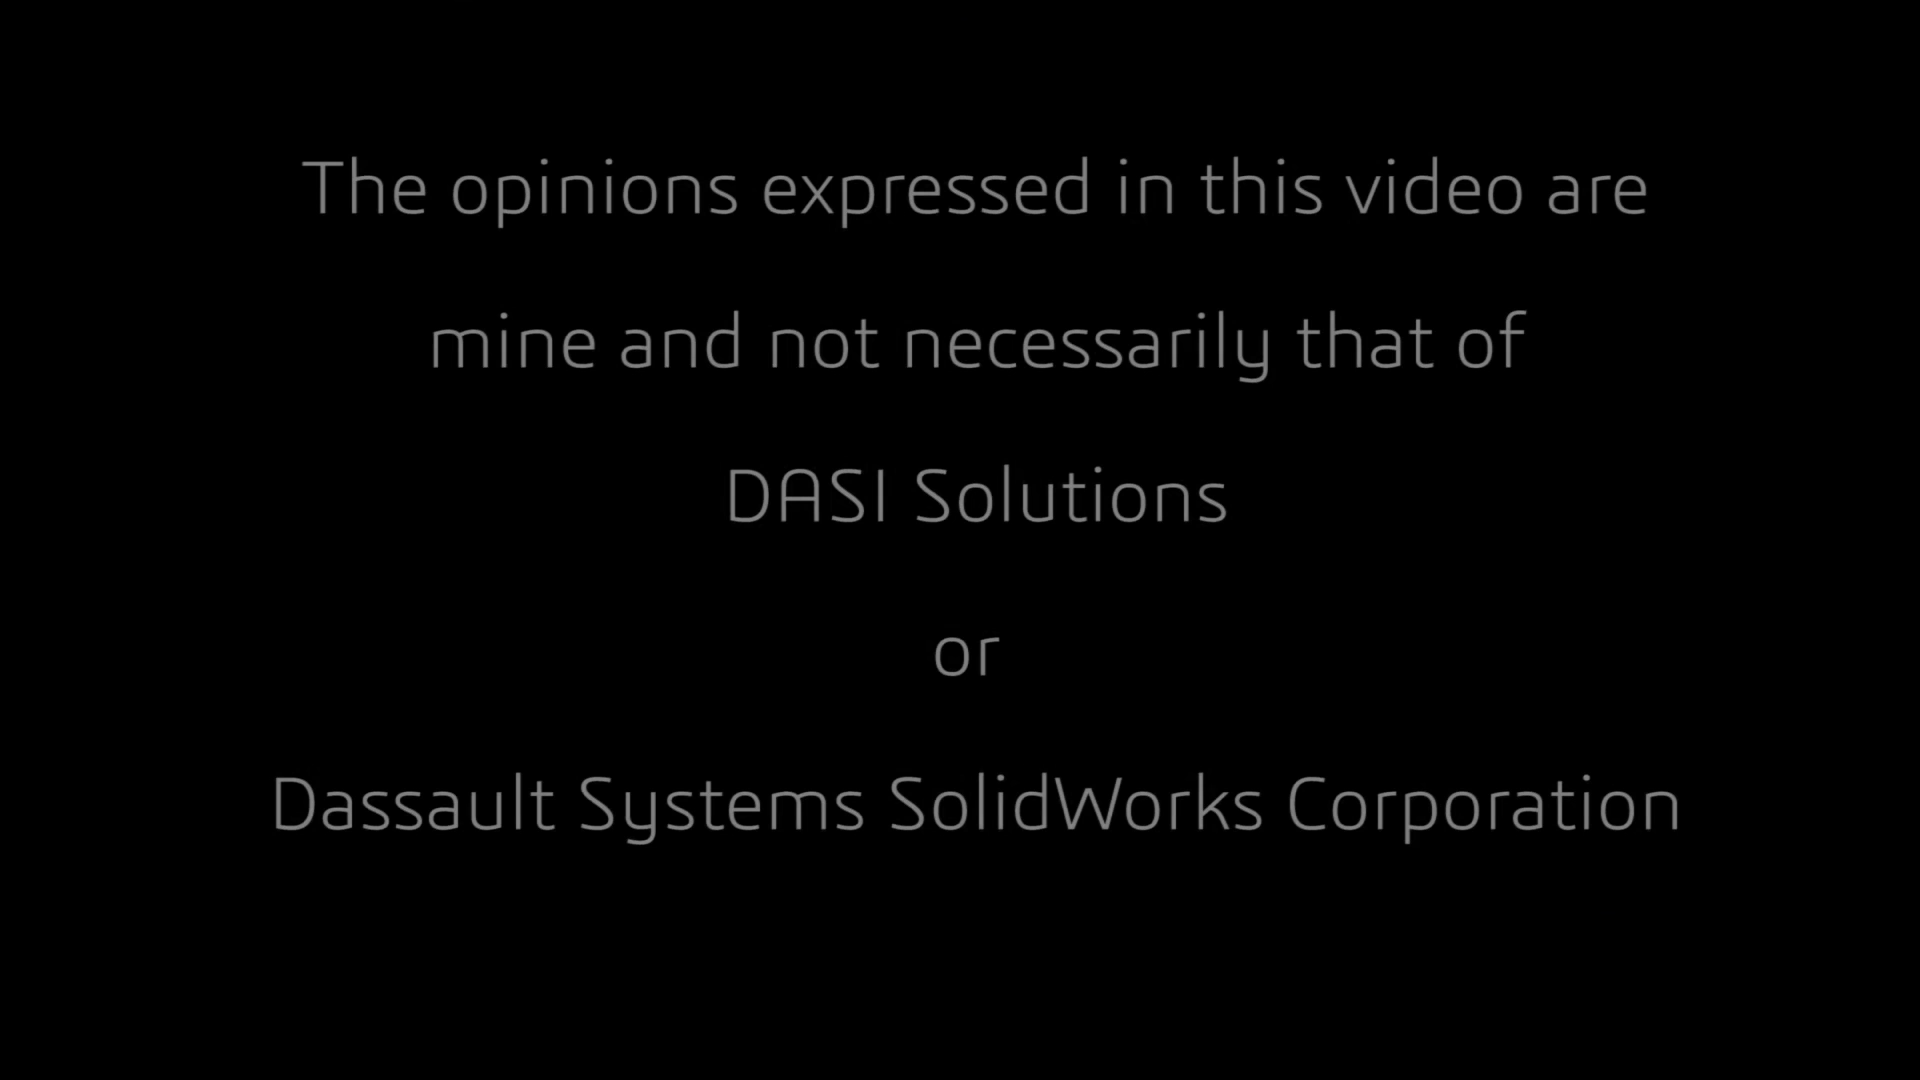 The opinions expressed in this video are
mine and not necessarily that of
DASI Solutions
or
Dassault Systems SolidWorks Corporation